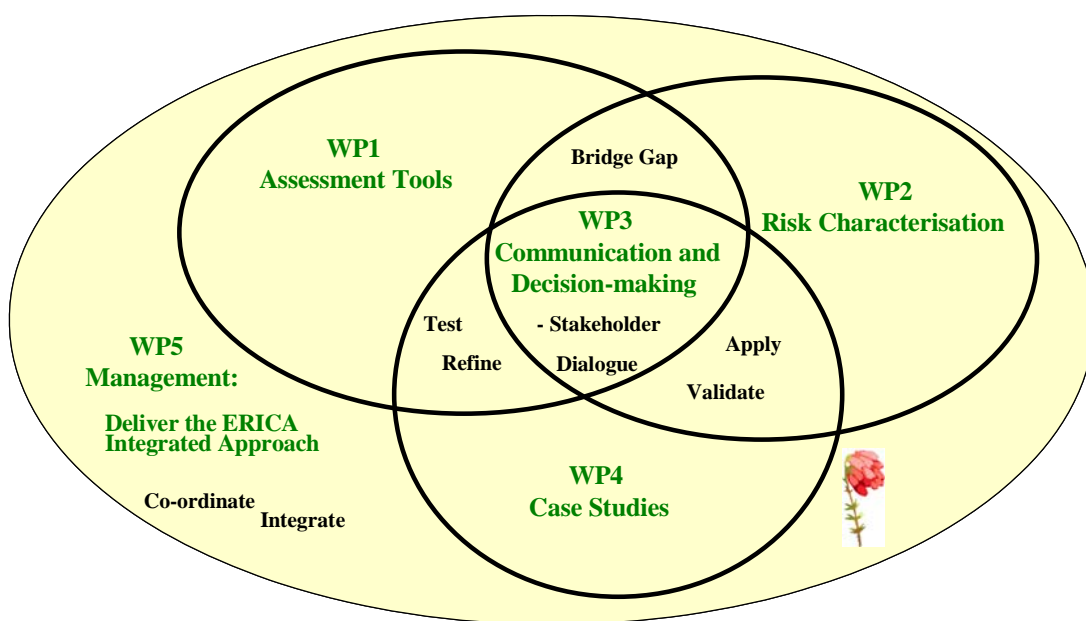 WP1
Assessment Tools
Bridge Gap
WP2
Risk Characterisation
WP3
Communication and
Decision-making
Test
Refine
- Stakeholder
Dialogue
Apply
Validate
WP5
Management:
Deliver the ERICA
Integrated Approach
Co-ordinate
Integrate
WP4
Case Studies